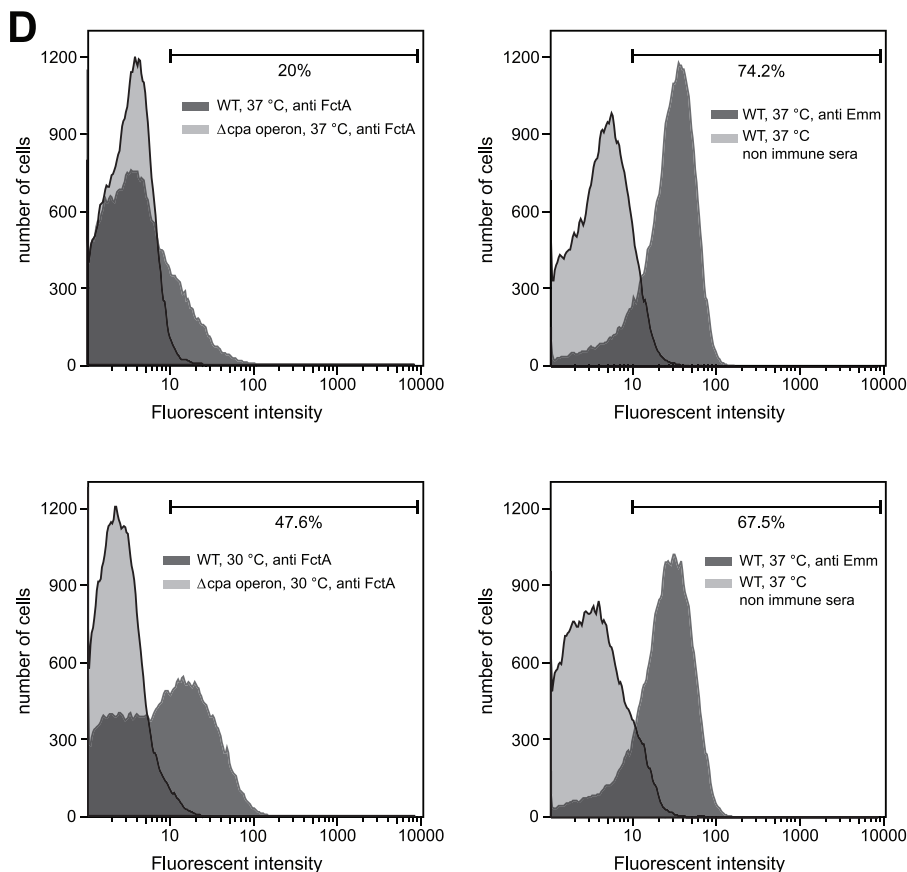 D
1200
900
600
300
0
number of cells
20%
WT, 37 °C, anti FctA
Δcpa operon, 37 °C, anti FctA
10 100 1000 10000
Fluorescent intensity
1200
900
600
300
0
number of cells
74.2%
WT, 37 °C, anti Emm
WT, 37 °C
non immune sera
10 100 1000 10000
Fluorescent intensity
1200
900
600
300
0
number of cells
47.6%
WT, 30 °C, anti FctA
Δcpa operon, 30 °C, anti FctA
10 100 1000 10000
Fluorescent intensity
1200
900
600
300
0
number of cells
67.5%
WT, 37 °C, anti Emm
WT, 37 °C
non immune sera
10 100 1000 10000
Fluorescent intensity